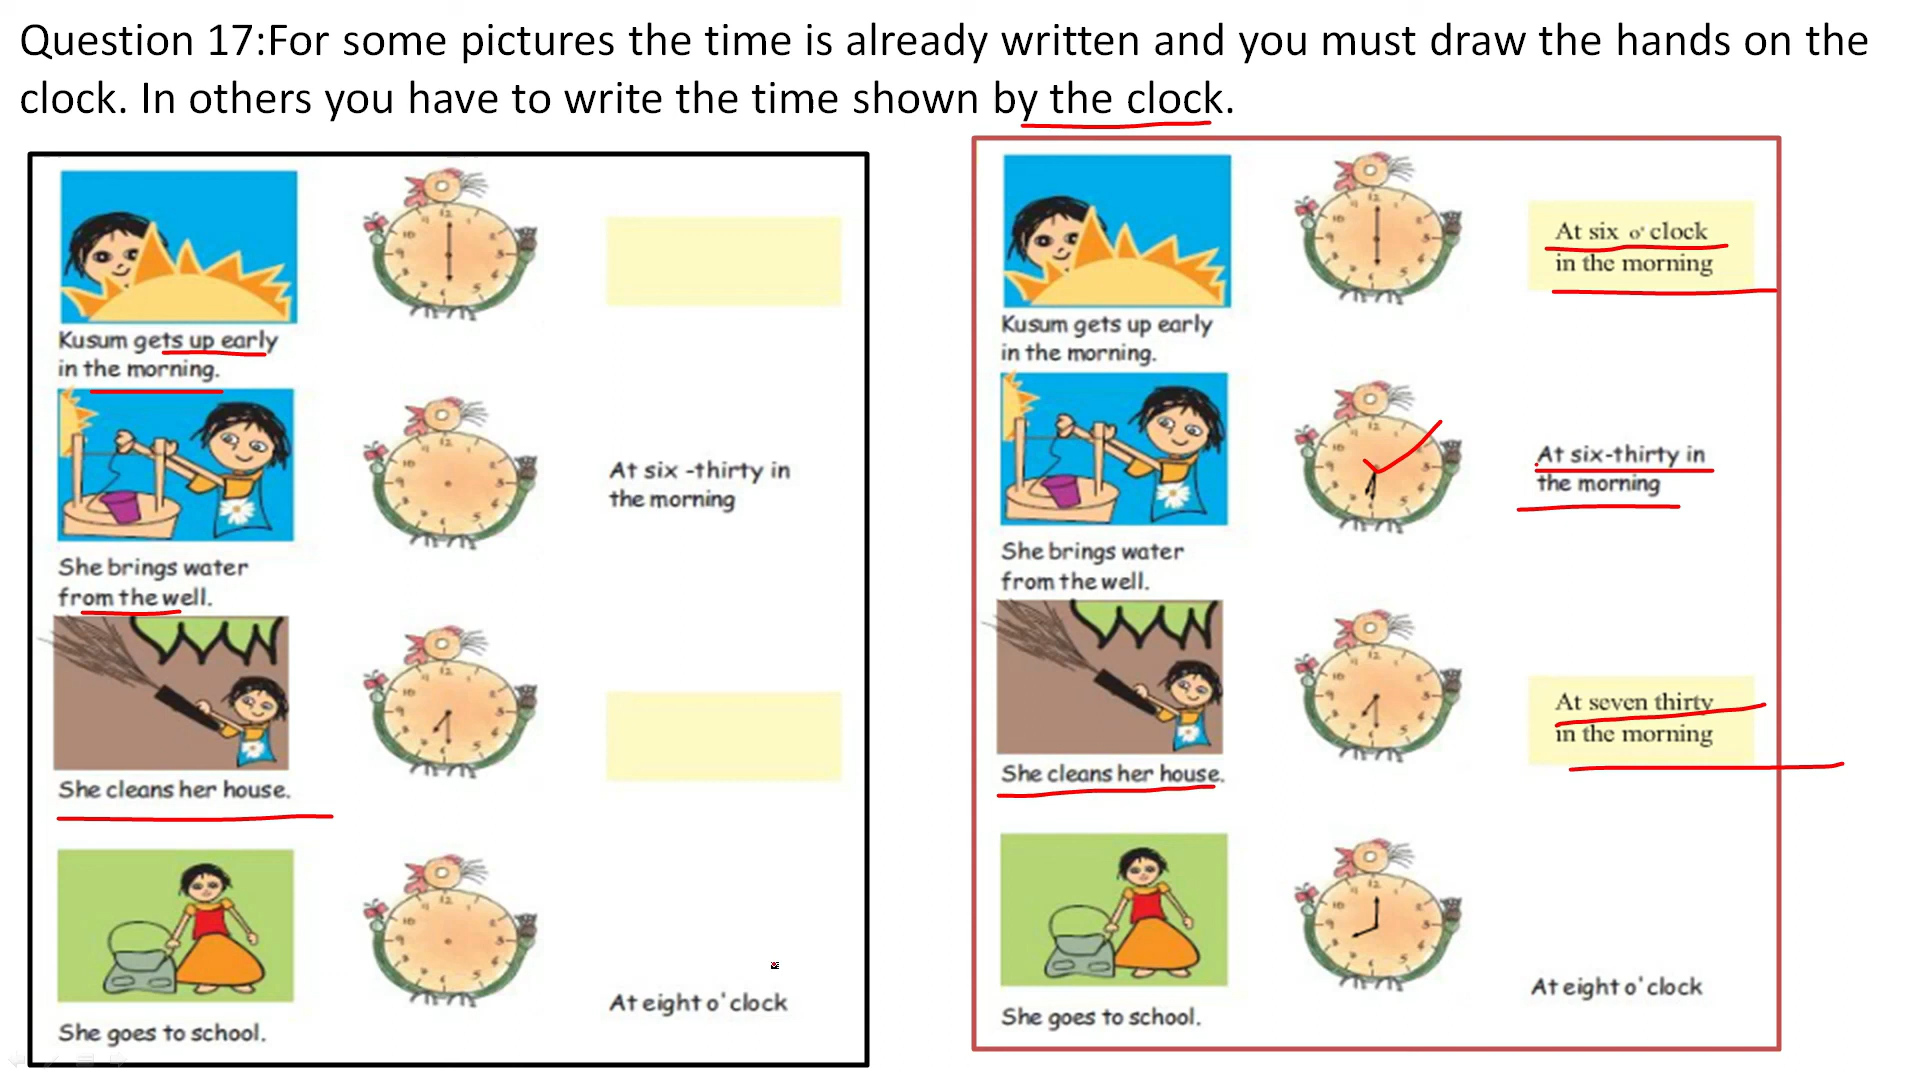 Question 17:For some pictures the time is already written and you must draw the hands on the
clock. In others you have to write the time shown by the clock.
Kusum gets up early
in the morning.
At six -thirty in
the morning
She brings water
from the well.
She cleans her house.
At eight o'clock
She goes to school.
At six o' clock
in the morning
Kusum gets up early
in the morning.
At six-thirty in
the morning
She brings water
from the well.
At seven thirty
in the morning
She cleans her house.
At eight o'clock
She goes to school.